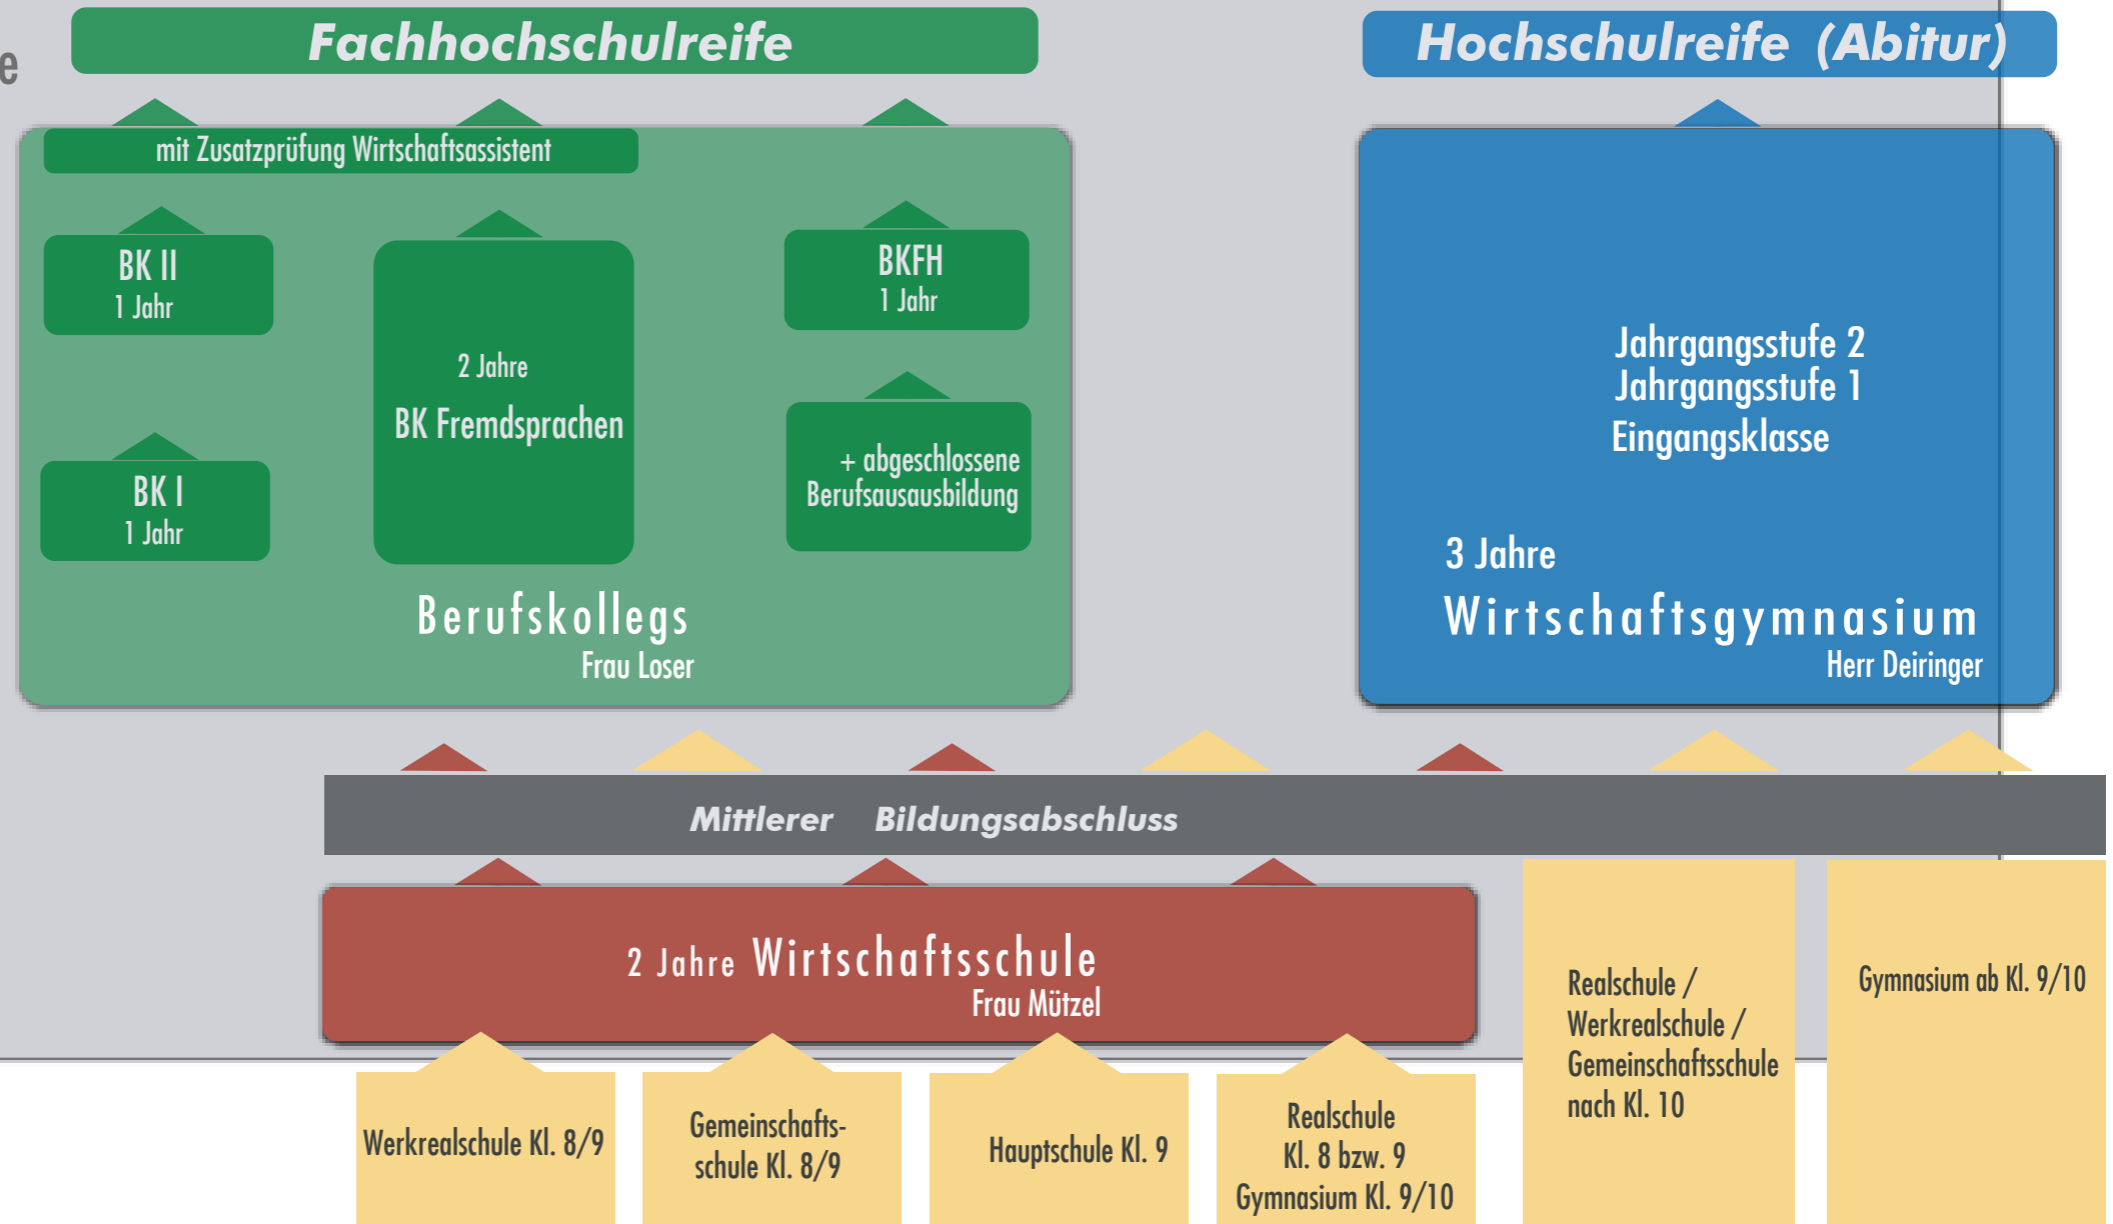 e
Fachhochschulreife
Hochschulreife (Abitur)
mit Zusatzprüfung Wirtschaftsassistent
BK II
1 Jahr
BK I
1 Jahr
2 Jahre
BK Fremdsprachen
BKFH
1 Jahr
+ abgeschlossene
Berufsausausbildung
Berufskollegs
Frau Loser
Jahrgangsstufe 2
Jahrgangsstufe 1
Eingangsklasse
3 Jahre
Wirtschaftsgymnasium
Herr Deiringer
Mittlerer Bildungsabschluss
2 Jahre Wirtschaftsschule
Frau Mützel
Werkrealschule Kl. 8/9
Gemeinschafts-
schule Kl. 8/9
Hauptschule Kl. 9
Realschule
Kl. 8 bzw. 9
Gymnasium Kl. 9/10
Realschule /
Werkrealschule /
Gemeinschaftsschule
nach Kl. 10
Gymnasium ab Kl. 9/10